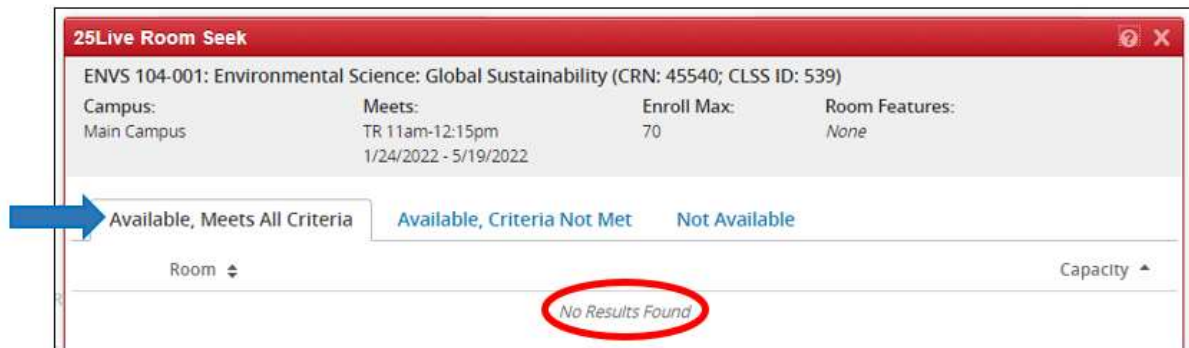 25Live Room Seek
ENVS 104-001: Environmental Science: Global Sustainability (CRN: 45540; CLSS ID: 539)
Campus: Meets: Enroll Max: Room Features:
Main Campus TR 11am-12:15pm 70 None
1/24/2022 - 5/19/2022
Available, Meets All Criteria Available, Criteria Not Met Not Available
Room Capacity
No Results Found